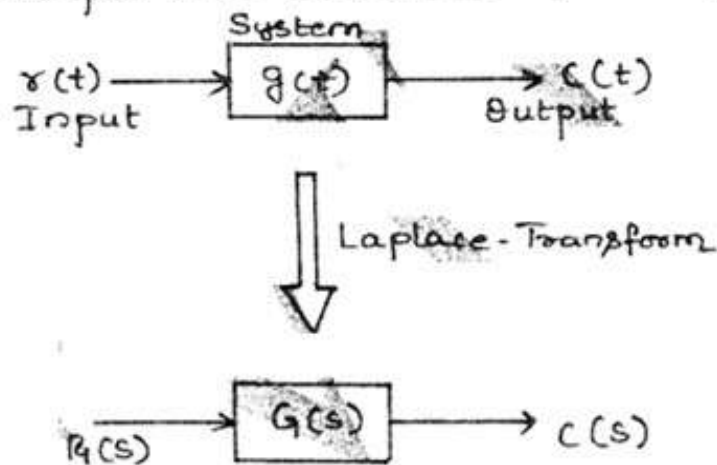 System
r(t) g(t) c(t)
Input Output
Laplace-Transform
R(s) G(s) C(s)